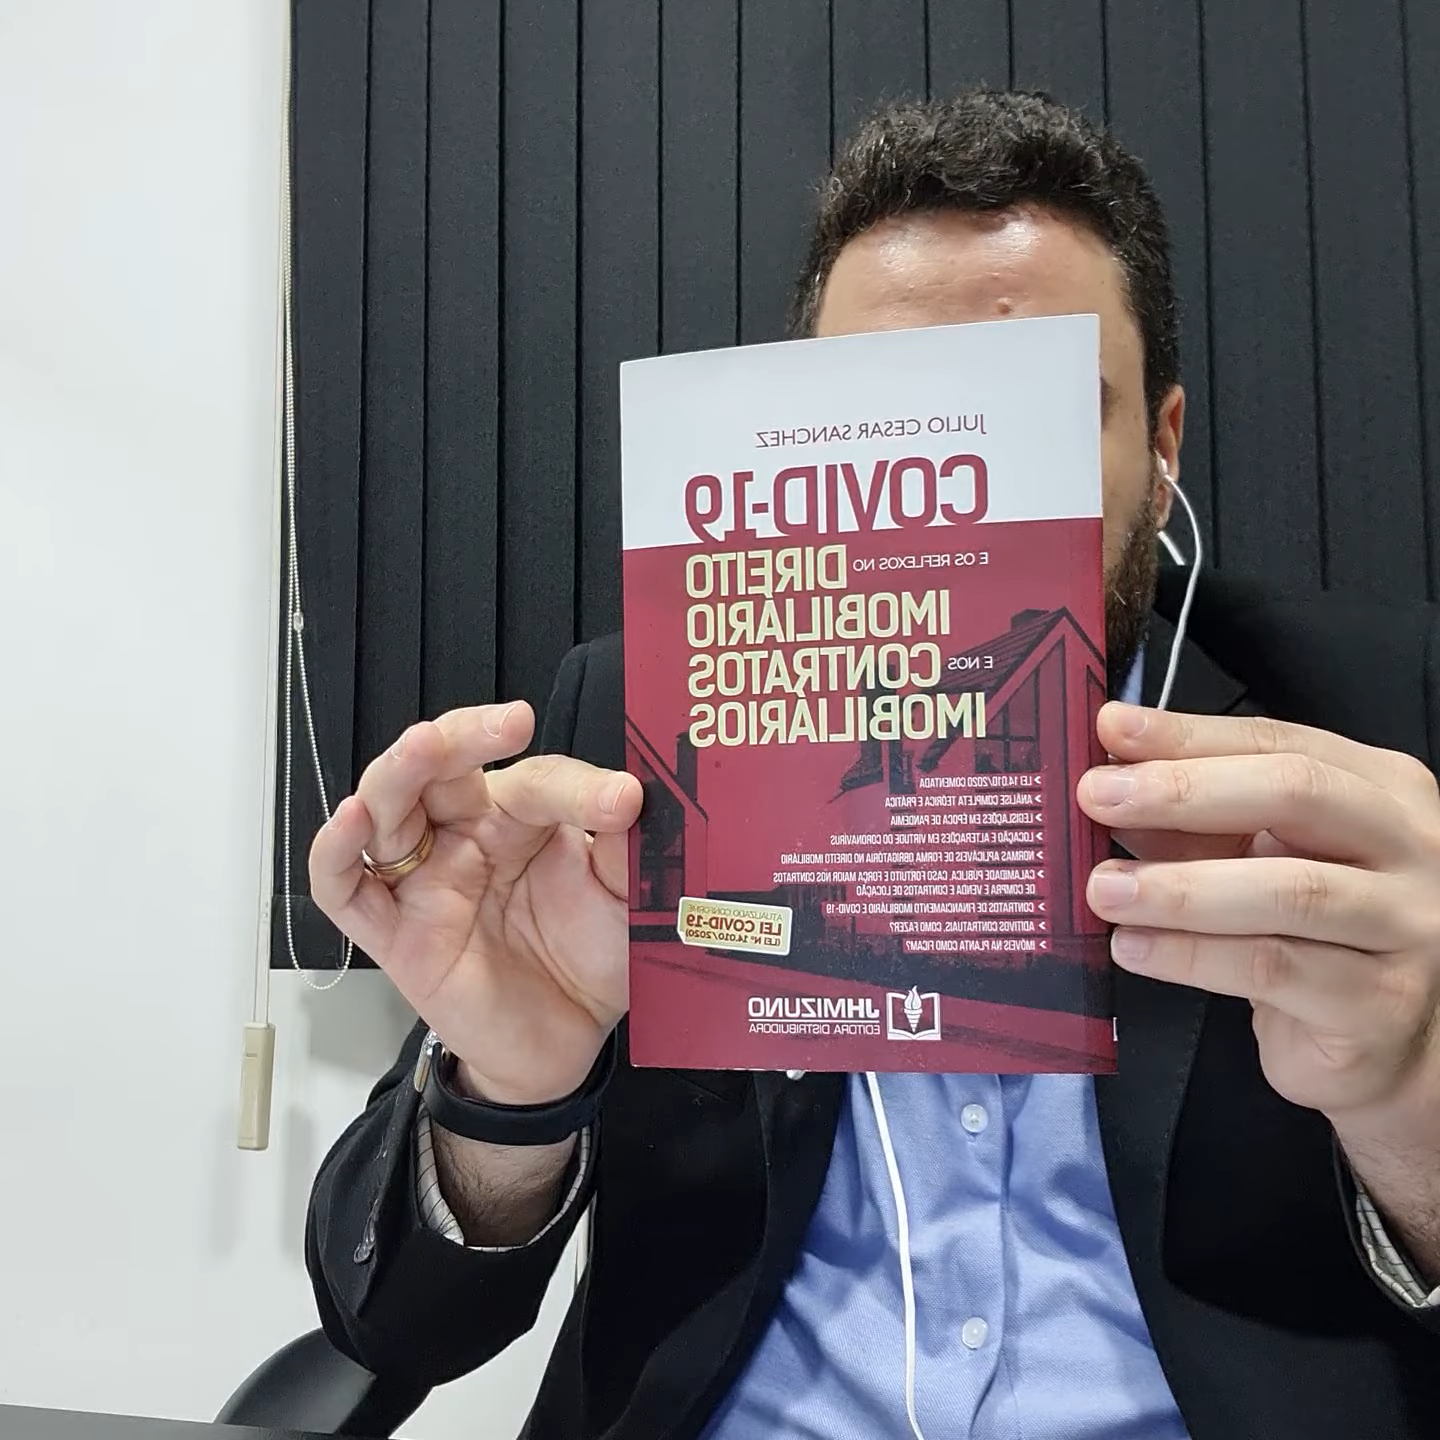 JULIO CESAR SANCHEZ
COVID-19
E OS REFLEXOS NO DIREITO
IMOBILIÁRIO
E NOS CONTRATOS
IMOBILIÁRIOS
> LEI 14.010/2020 COMENTADA
> ANÁLISE COMPLETA TEÓRICA E PRÁTICA
> LEGISLAÇÕES EM ÉPOCA DE PANDEMIA
> LOCAÇÃO E ALTERAÇÕES EM VIRTUDE DO CORONAVÍRUS
> NORMAS APLICÁVEIS DE FORMA OBRIGATÓRIA NO DIREITO IMOBILIÁRIO
> CALAMIDADE PÚBLICA, CASO FORTUITO E FORÇA MAIOR NOS CONTRATOS
DE COMPRA E VENDA E CONTRATOS DE LOCAÇÃO
> CONTRATOS DE FINANCIAMENTO IMOBILIÁRIO E COVID-19
> ADITIVOS CONTRATUAIS, COMO FAZER?
> IMÓVEIS NA PLANTA COMO FICAM?
ATUALIZADO CONFORME
LEI COVID-19
(LEI Nº 14.010/2020)
JHMIZUNO
EDITORA DISTRIBUIDORA